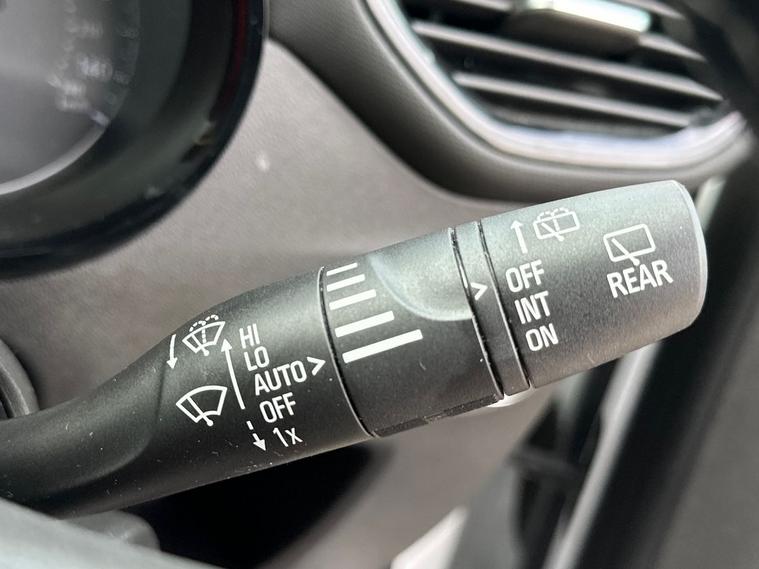 HI
LO
AUTO >
OFF
1x
> OFF
INT
ON
REAR